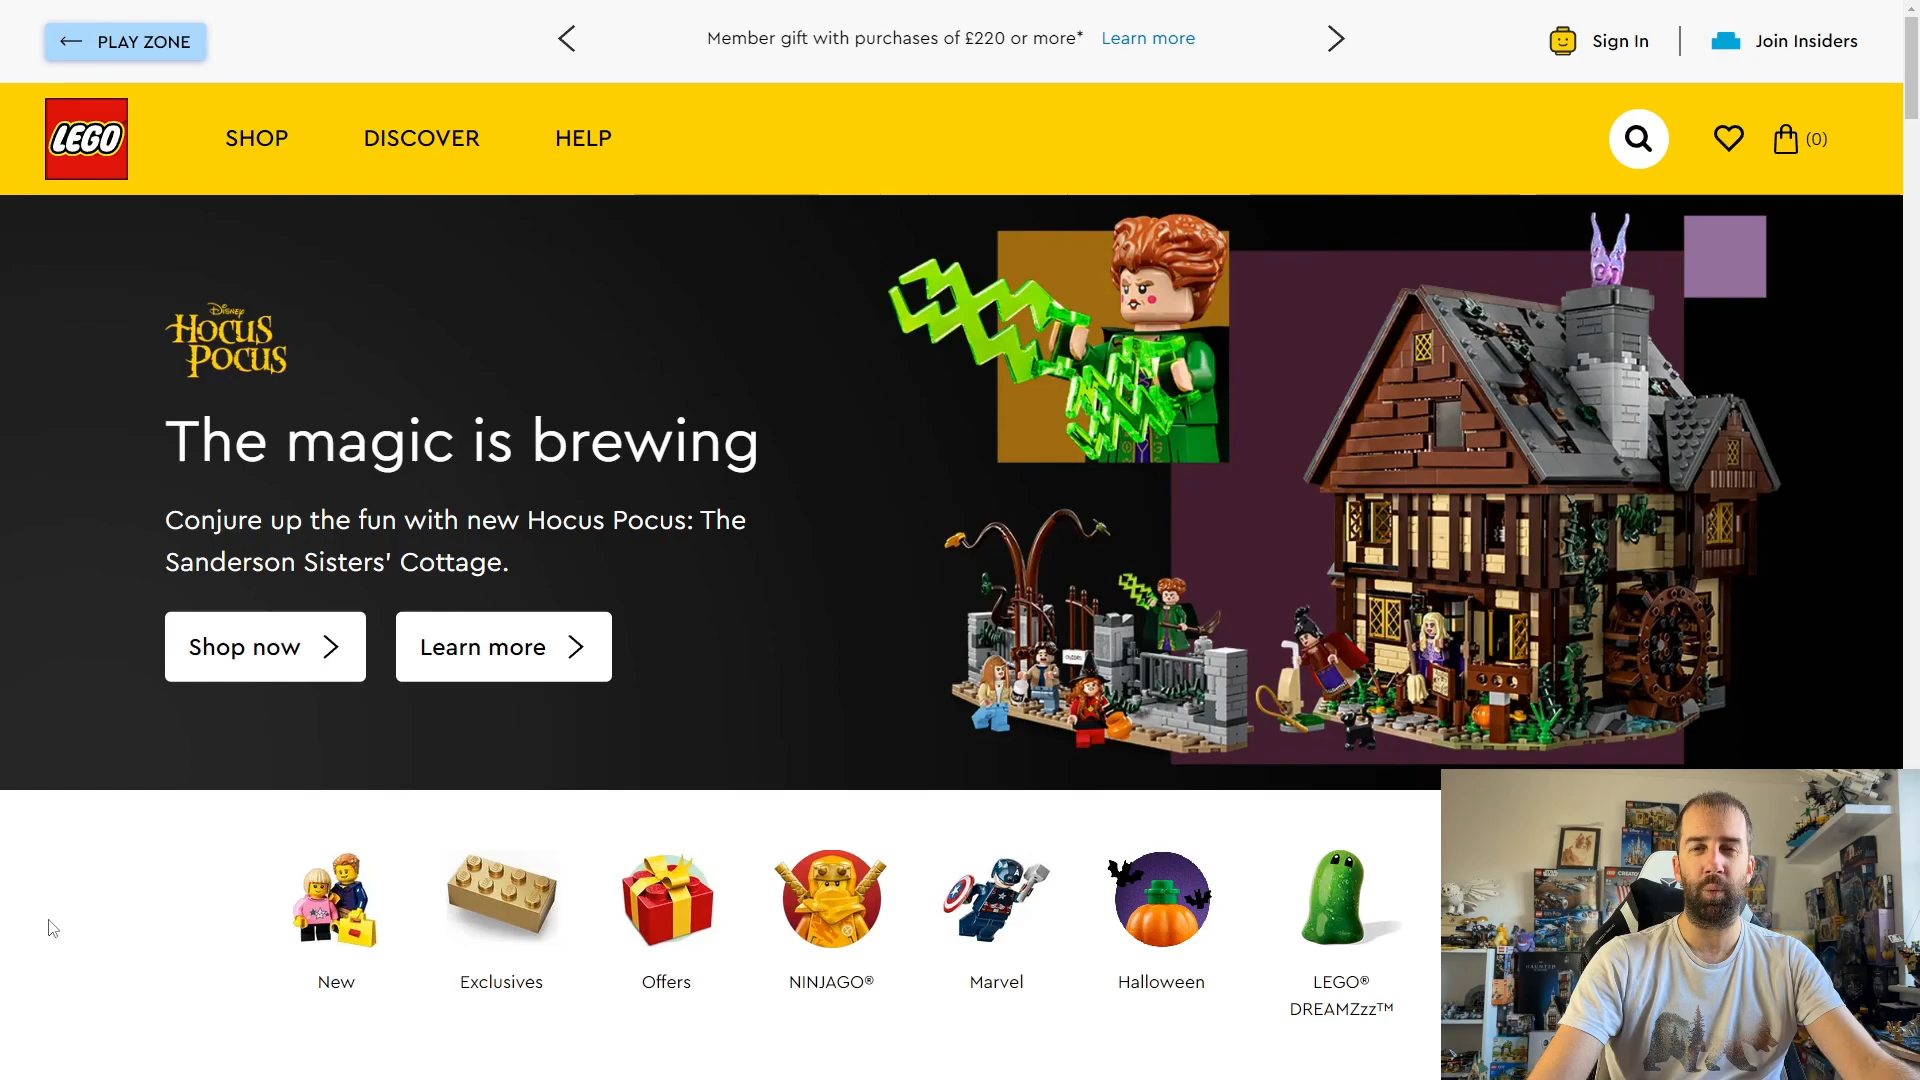 PLAY ZONE
Member gift with purchases of £220 or more* Learn more
Sign In
Join Insiders
LEGO
SHOP
DISCOVER
HELP
(0)
Disney
HOCUS
POCUS
The magic is brewing
Conjure up the fun with new Hocus Pocus: The
Sanderson Sisters' Cottage.
Shop now
Learn more
New
Exclusives
Offers
NINJAGO®
Marvel
Halloween
LEGO®
DREAMZzz™